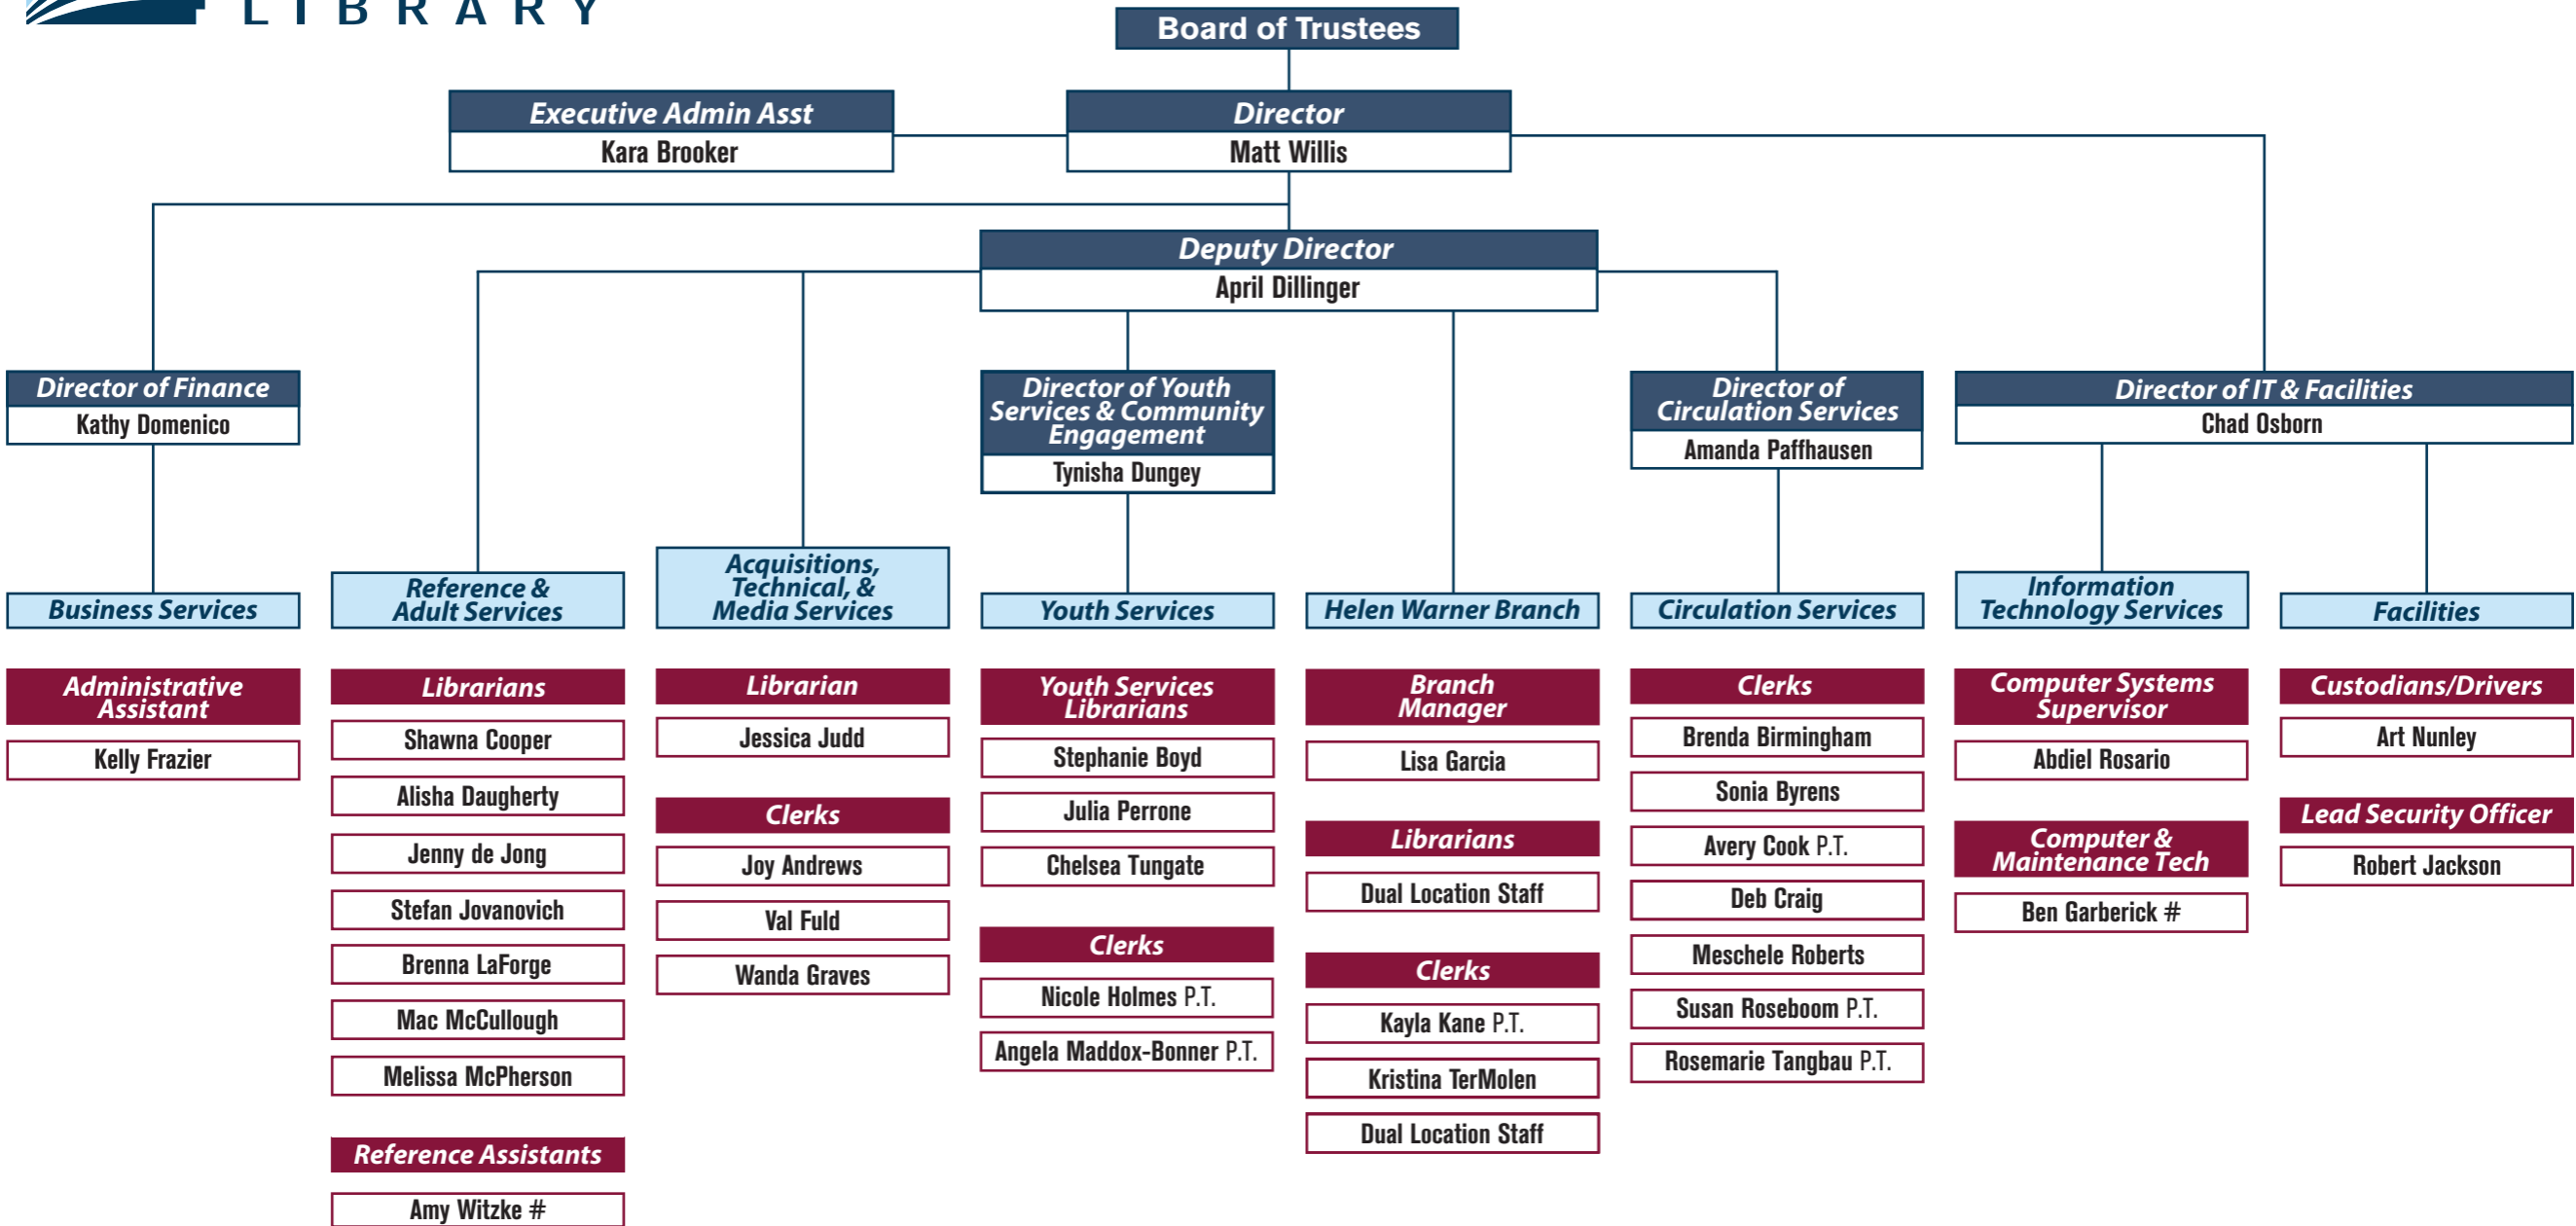 LIBRARY
Board of Trustees
Executive Admin Asst
Kara Brooker
Director
Matt Willis
Deputy Director
April Dillinger
Director of Finance
Kathy Domenico
Director of Youth
Services & Community
Engagement
Tynisha Dungey
Director of
Circulation Services
Amanda Paffhausen
Director of IT & Facilities
Chad Osborn
Business Services
Administrative
Assistant
Kelly Frazier
Reference &
Adult Services
Librarians
Shawna Cooper
Alisha Daugherty
Jenny de Jong
Stefan Jovanovich
Brenna LaForge
Mac McCullough
Melissa McPherson
Reference Assistants
Amy Witzke #
Acquisitions,
Technical, &
Media Services
Librarian
Jessica Judd
Clerks
Joy Andrews
Val Fuld
Wanda Graves
Youth Services
Youth Services
Librarians
Stephanie Boyd
Julia Perrone
Chelsea Tungate
Clerks
Nicole Holmes P.T.
Angela Maddox-Bonner P.T.
Helen Warner Branch
Branch
Manager
Lisa Garcia
Librarians
Dual Location Staff
Clerks
Kayla Kane P.T.
Kristina TerMolen
Dual Location Staff
Circulation Services
Clerks
Brenda Birmingham
Sonia Byrens
Avery Cook P.T.
Deb Craig
Meschele Roberts
Susan Roseboom P.T.
Rosemarie Tangbau P.T.
Information
Technology Services
Computer Systems
Supervisor
Abdiel Rosario
Computer &
Maintenance Tech
Ben Garberick #
Facilities
Custodians/Drivers
Art Nunley
Lead Security Officer
Robert Jackson